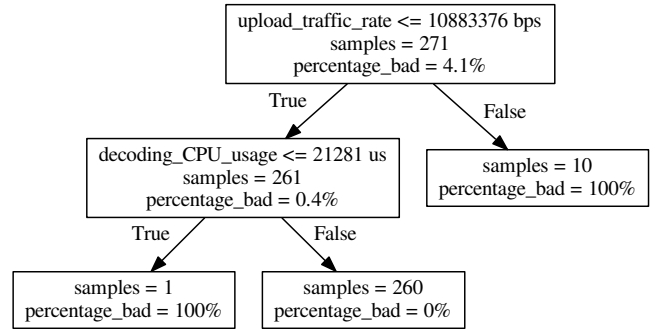 upload_traffic_rate <= 10883376 bps
samples = 271
percentage_bad = 4.1%
True
False
decoding_CPU_usage <= 21281 us
samples = 261
percentage_bad = 0.4%
samples = 10
percentage_bad = 100%
True
False
samples = 1
percentage_bad = 100%
samples = 260
percentage_bad = 0%